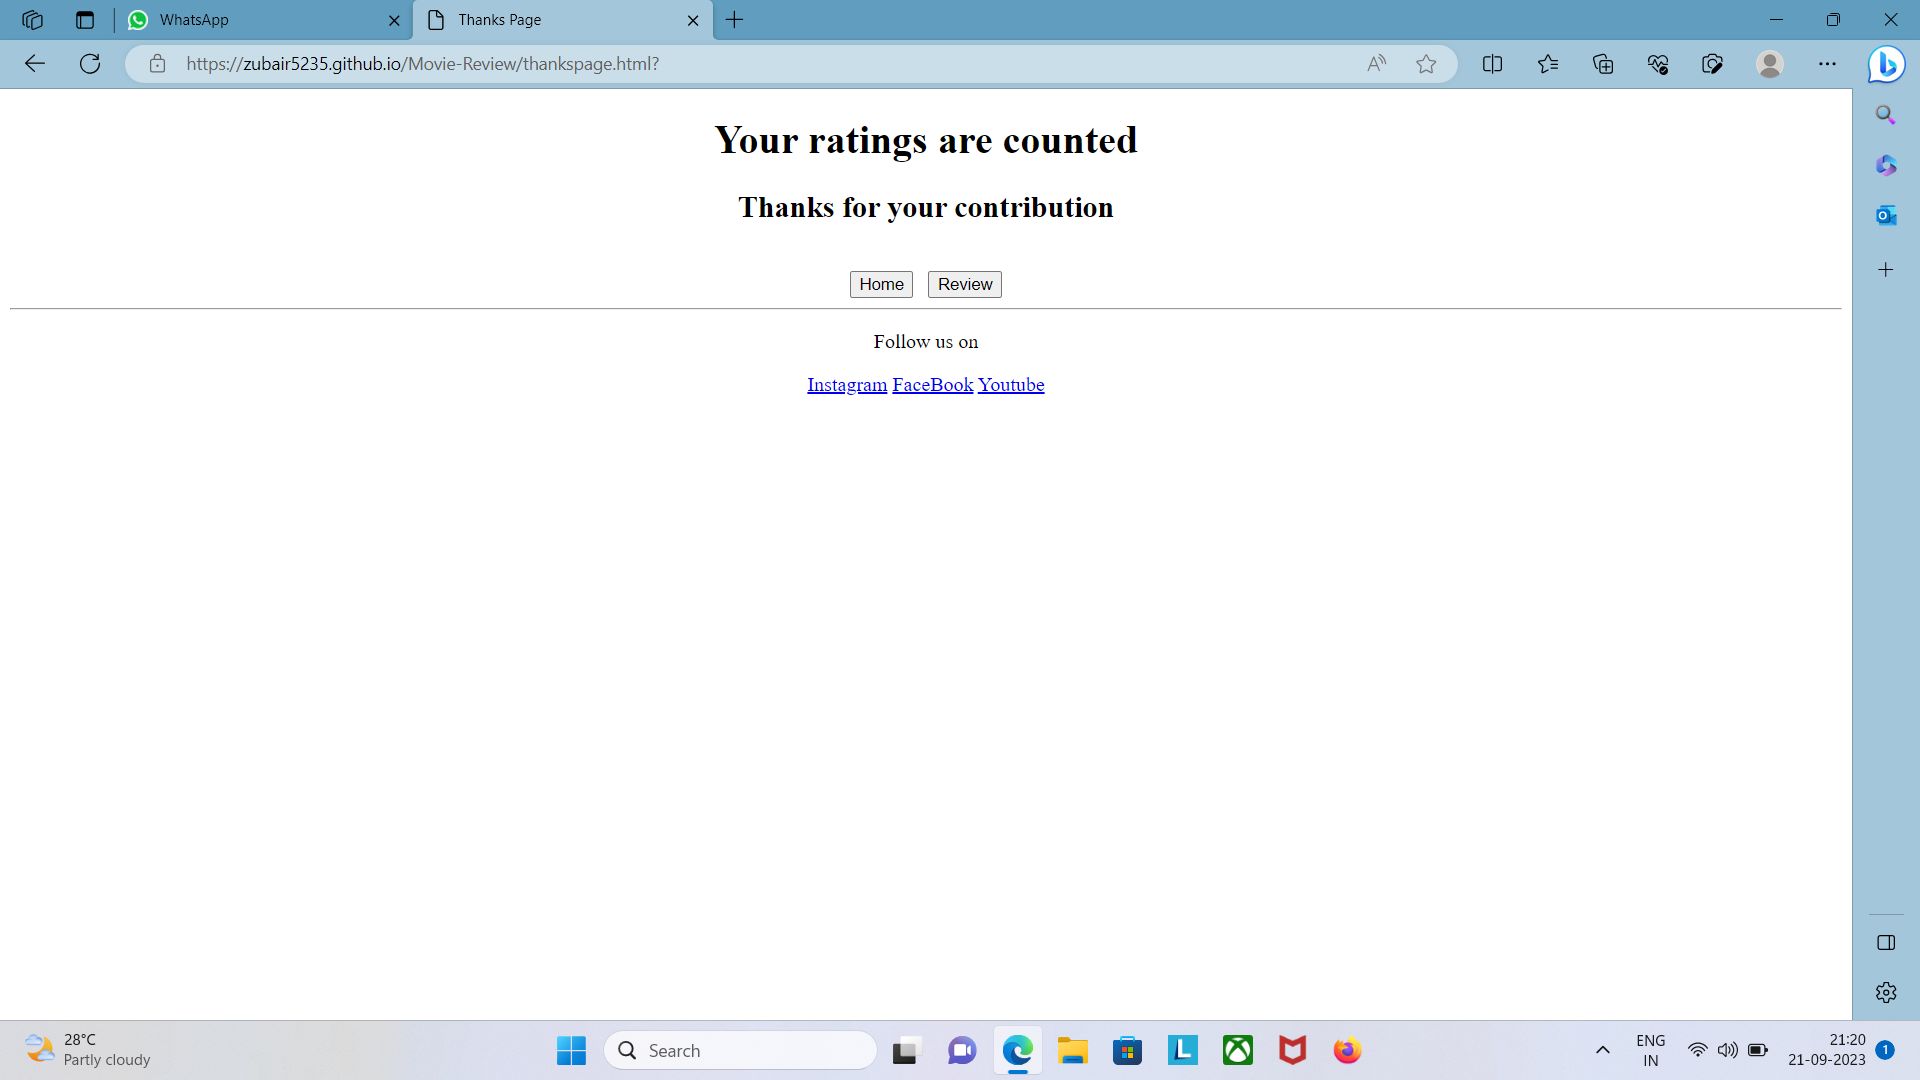 WhatsApp
Thanks Page
https://zubair5235.github.io/Movie-Review/thankspage.html?
Your ratings are counted
Thanks for your contribution
Home Review
Follow us on
Instagram FaceBook Youtube
28°C
Partly cloudy
Search
ENG
IN
21:20
21-09-2023
1